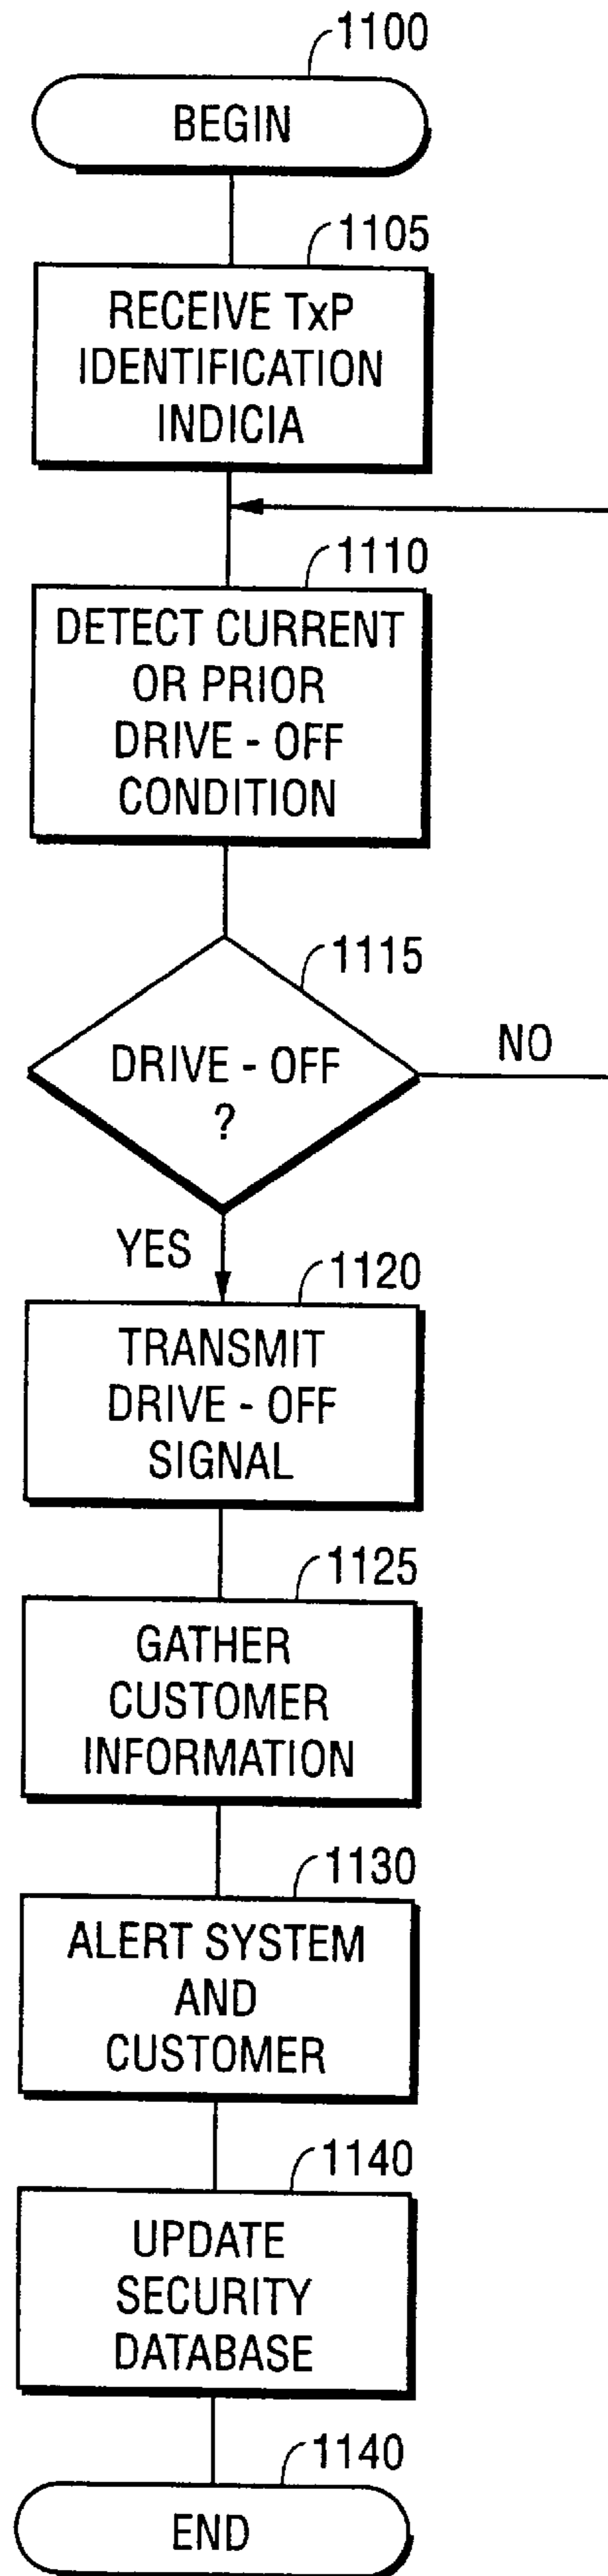 1100
BEGIN
1105
RECEIVE TxP
IDENTIFICATION
INDICIA
1110
DETECT CURRENT
OR PRIOR
DRIVE - OFF
CONDITION
1115
DRIVE - OFF
?
NO
YES
1120
TRANSMIT
DRIVE - OFF
SIGNAL
1125
GATHER
CUSTOMER
INFORMATION
1130
ALERT SYSTEM
AND
CUSTOMER
1140
UPDATE
SECURITY
DATABASE
1140
END